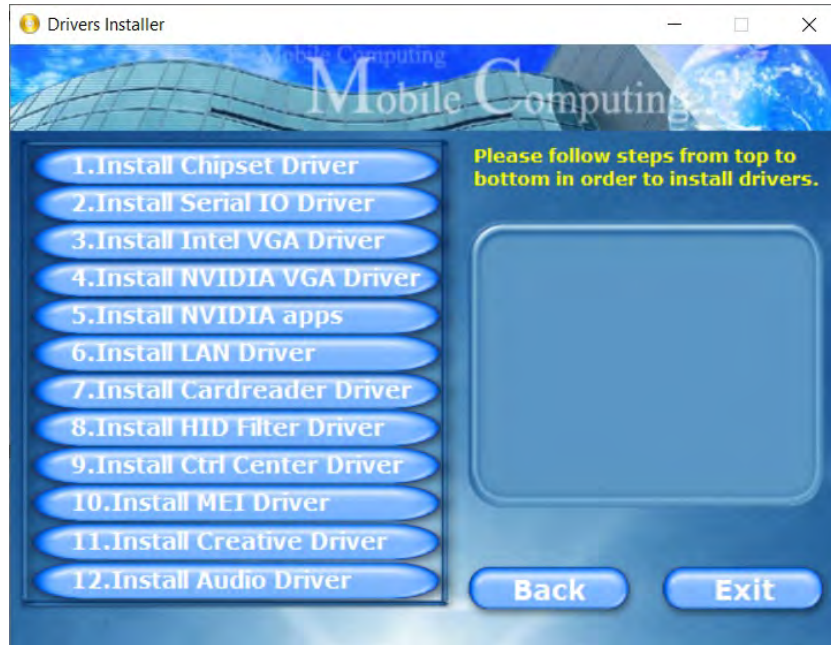 Drivers Installer
Mobile Computing
Mobile Computing
1.Install Chipset Driver
2.Install Serial IO Driver
3.Install Intel VGA Driver
4.Install NVIDIA VGA Driver
5.Install NVIDIA apps
6.Install LAN Driver
7.Install Cardreader Driver
8.Install HID Filter Driver
9.Install Ctrl Center Driver
10.Install MEI Driver
11.Install Creative Driver
12.Install Audio Driver
Please follow steps from top to
bottom in order to install drivers.
Back
Exit